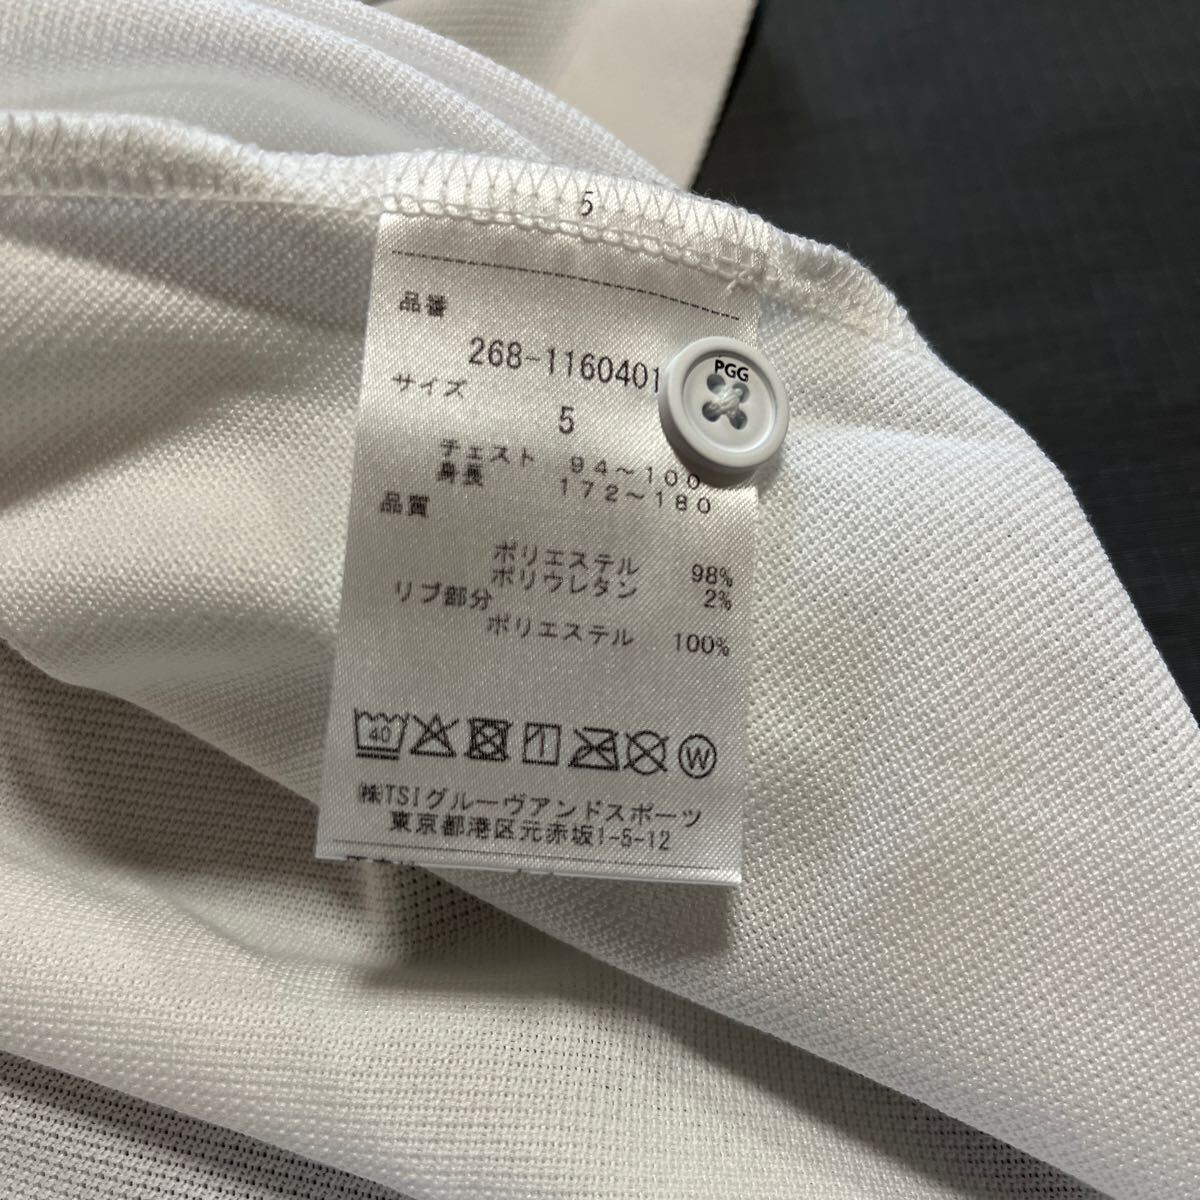 5
品番
268-1160401
PGG
サイズ
5
チェスト 94～100
身長 172～180
品質
ポリエステル 98%
ポリウレタン 2%
リブ部分
ポリエステル 100%
40
W
㈱TSIグルーヴアンドスポーツ
東京都港区元赤坂1-5-12